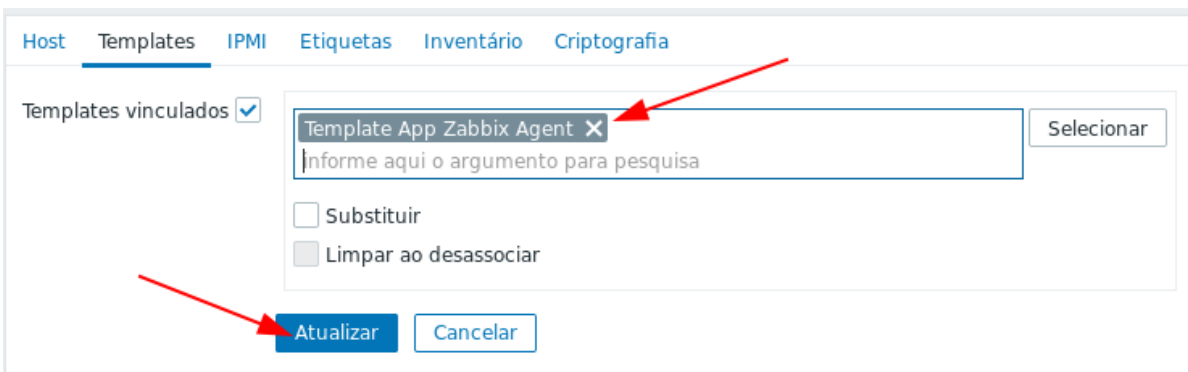 Host Templates IPMI Etiquetas Inventário Criptografia
Templates vinculados
Template App Zabbix Agent
Selecionar
informe aqui o argumento para pesquisa
Substituir
Limpar ao desassociar
Atualizar Cancelar